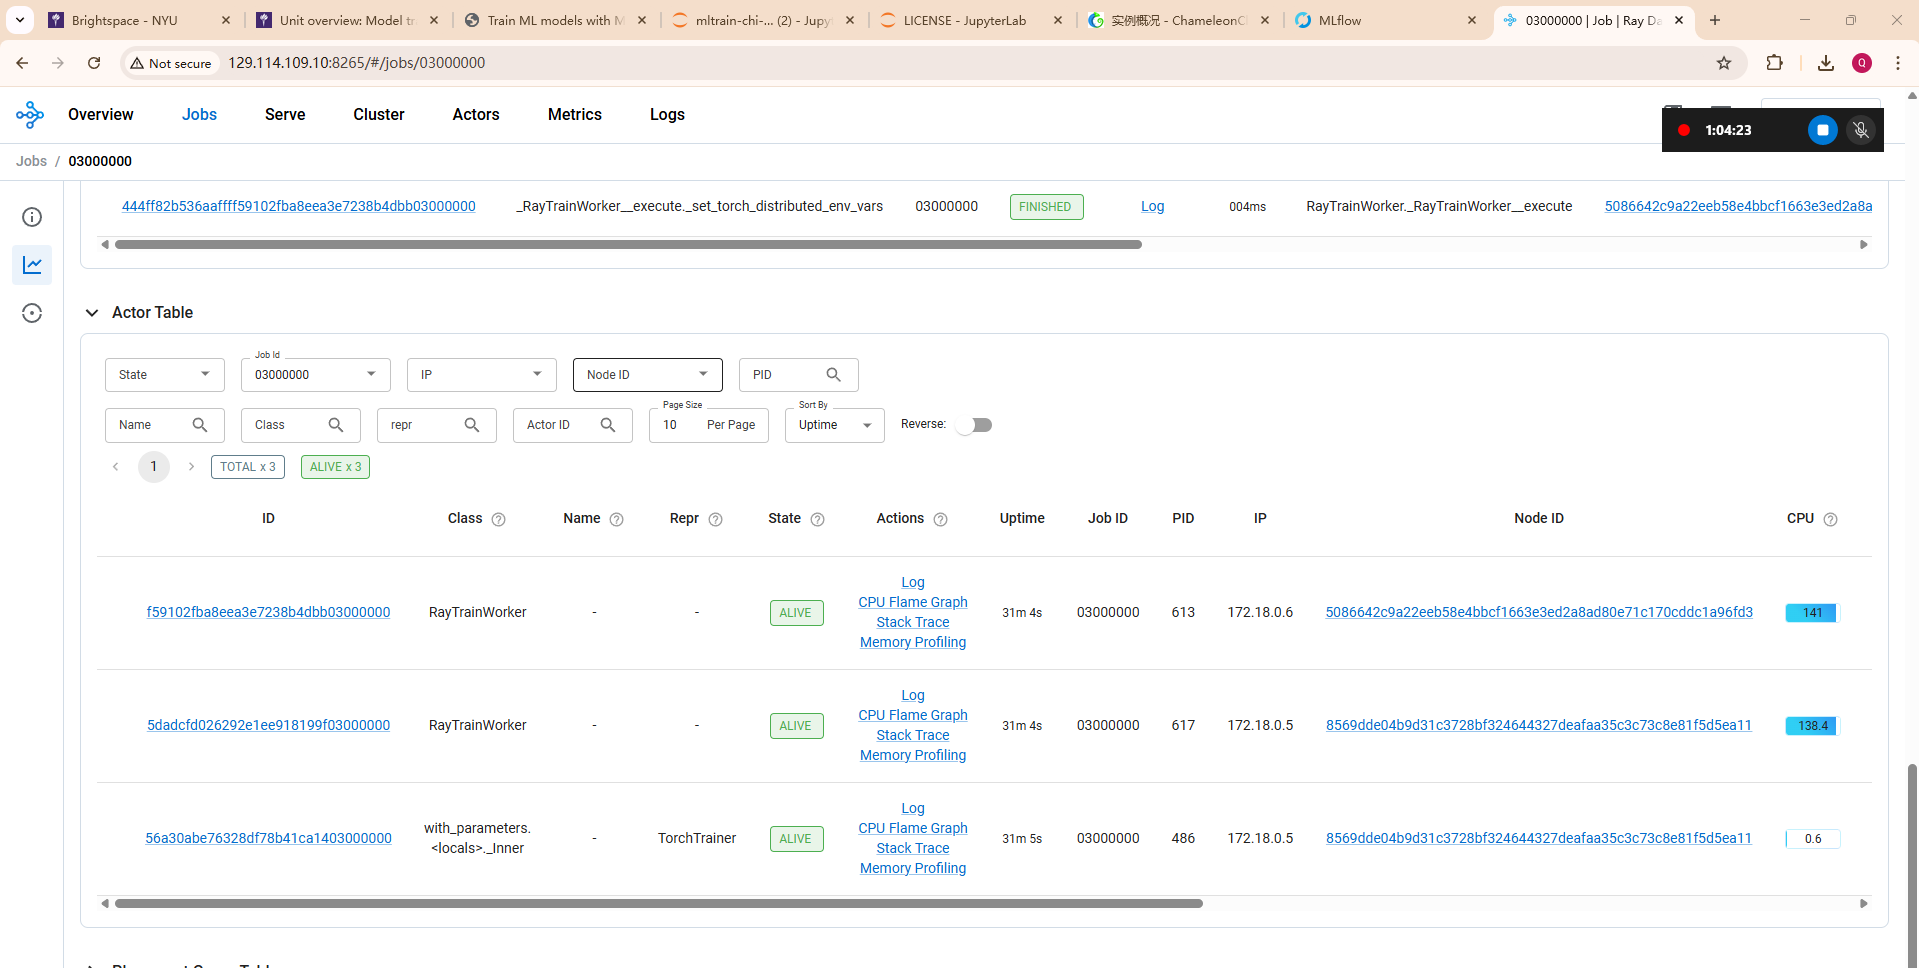 Brightspace - NYU
Unit overview: Model tr
Train ML models with M
mltrain-chi-... (2) - Jupy
LICENSE - JupyterLab
实例概况 - ChameleonCl
MLflow
03000000 | Job | Ray Da
Not secure
129.114.109.10:8265/#/jobs/03000000
Q
Overview
Jobs
Serve
Cluster
Actors
Metrics
Logs
1:04:23
Jobs / 03000000
444ff82b536aaffff59102fba8eea3e7238b4dbb03000000 _RayTrainWorker__execute._set_torch_distributed_env_vars 03000000 FINISHED Log 004ms RayTrainWorker._RayTrainWorker__execute 5086642c9a22eeb58e4bbcf1663e3ed2a8a
Actor Table
State
Job Id
03000000
IP
Node ID
PID
Name
Class
repr
Actor ID
Page Size
10 Per Page
Sort By
Uptime
Reverse:
1
TOTAL x 3
ALIVE x 3
ID Class Name Repr State Actions Uptime Job ID PID IP Node ID CPU
f59102fba8eea3e7238b4dbb03000000 RayTrainWorker - - ALIVE
Log
CPU Flame Graph
Stack Trace
Memory Profiling
31m 4s 03000000 613 172.18.0.6 5086642c9a22eeb58e4bbcf1663e3ed2a8ad80e71c170cddc1a96fd3 141
5dadcfd026292e1ee918199f03000000 RayTrainWorker - - ALIVE
Log
CPU Flame Graph
Stack Trace
Memory Profiling
31m 4s 03000000 617 172.18.0.5 8569dde04b9d31c3728bf324644327deafaa35c3c73c8e81f5d5ea11 138.4
56a30abe76328df78b41ca1403000000
with_parameters.
<locals>._Inner
- TorchTrainer ALIVE
Log
CPU Flame Graph
Stack Trace
Memory Profiling
31m 5s 03000000 486 172.18.0.5 8569dde04b9d31c3728bf324644327deafaa35c3c73c8e81f5d5ea11 0.6